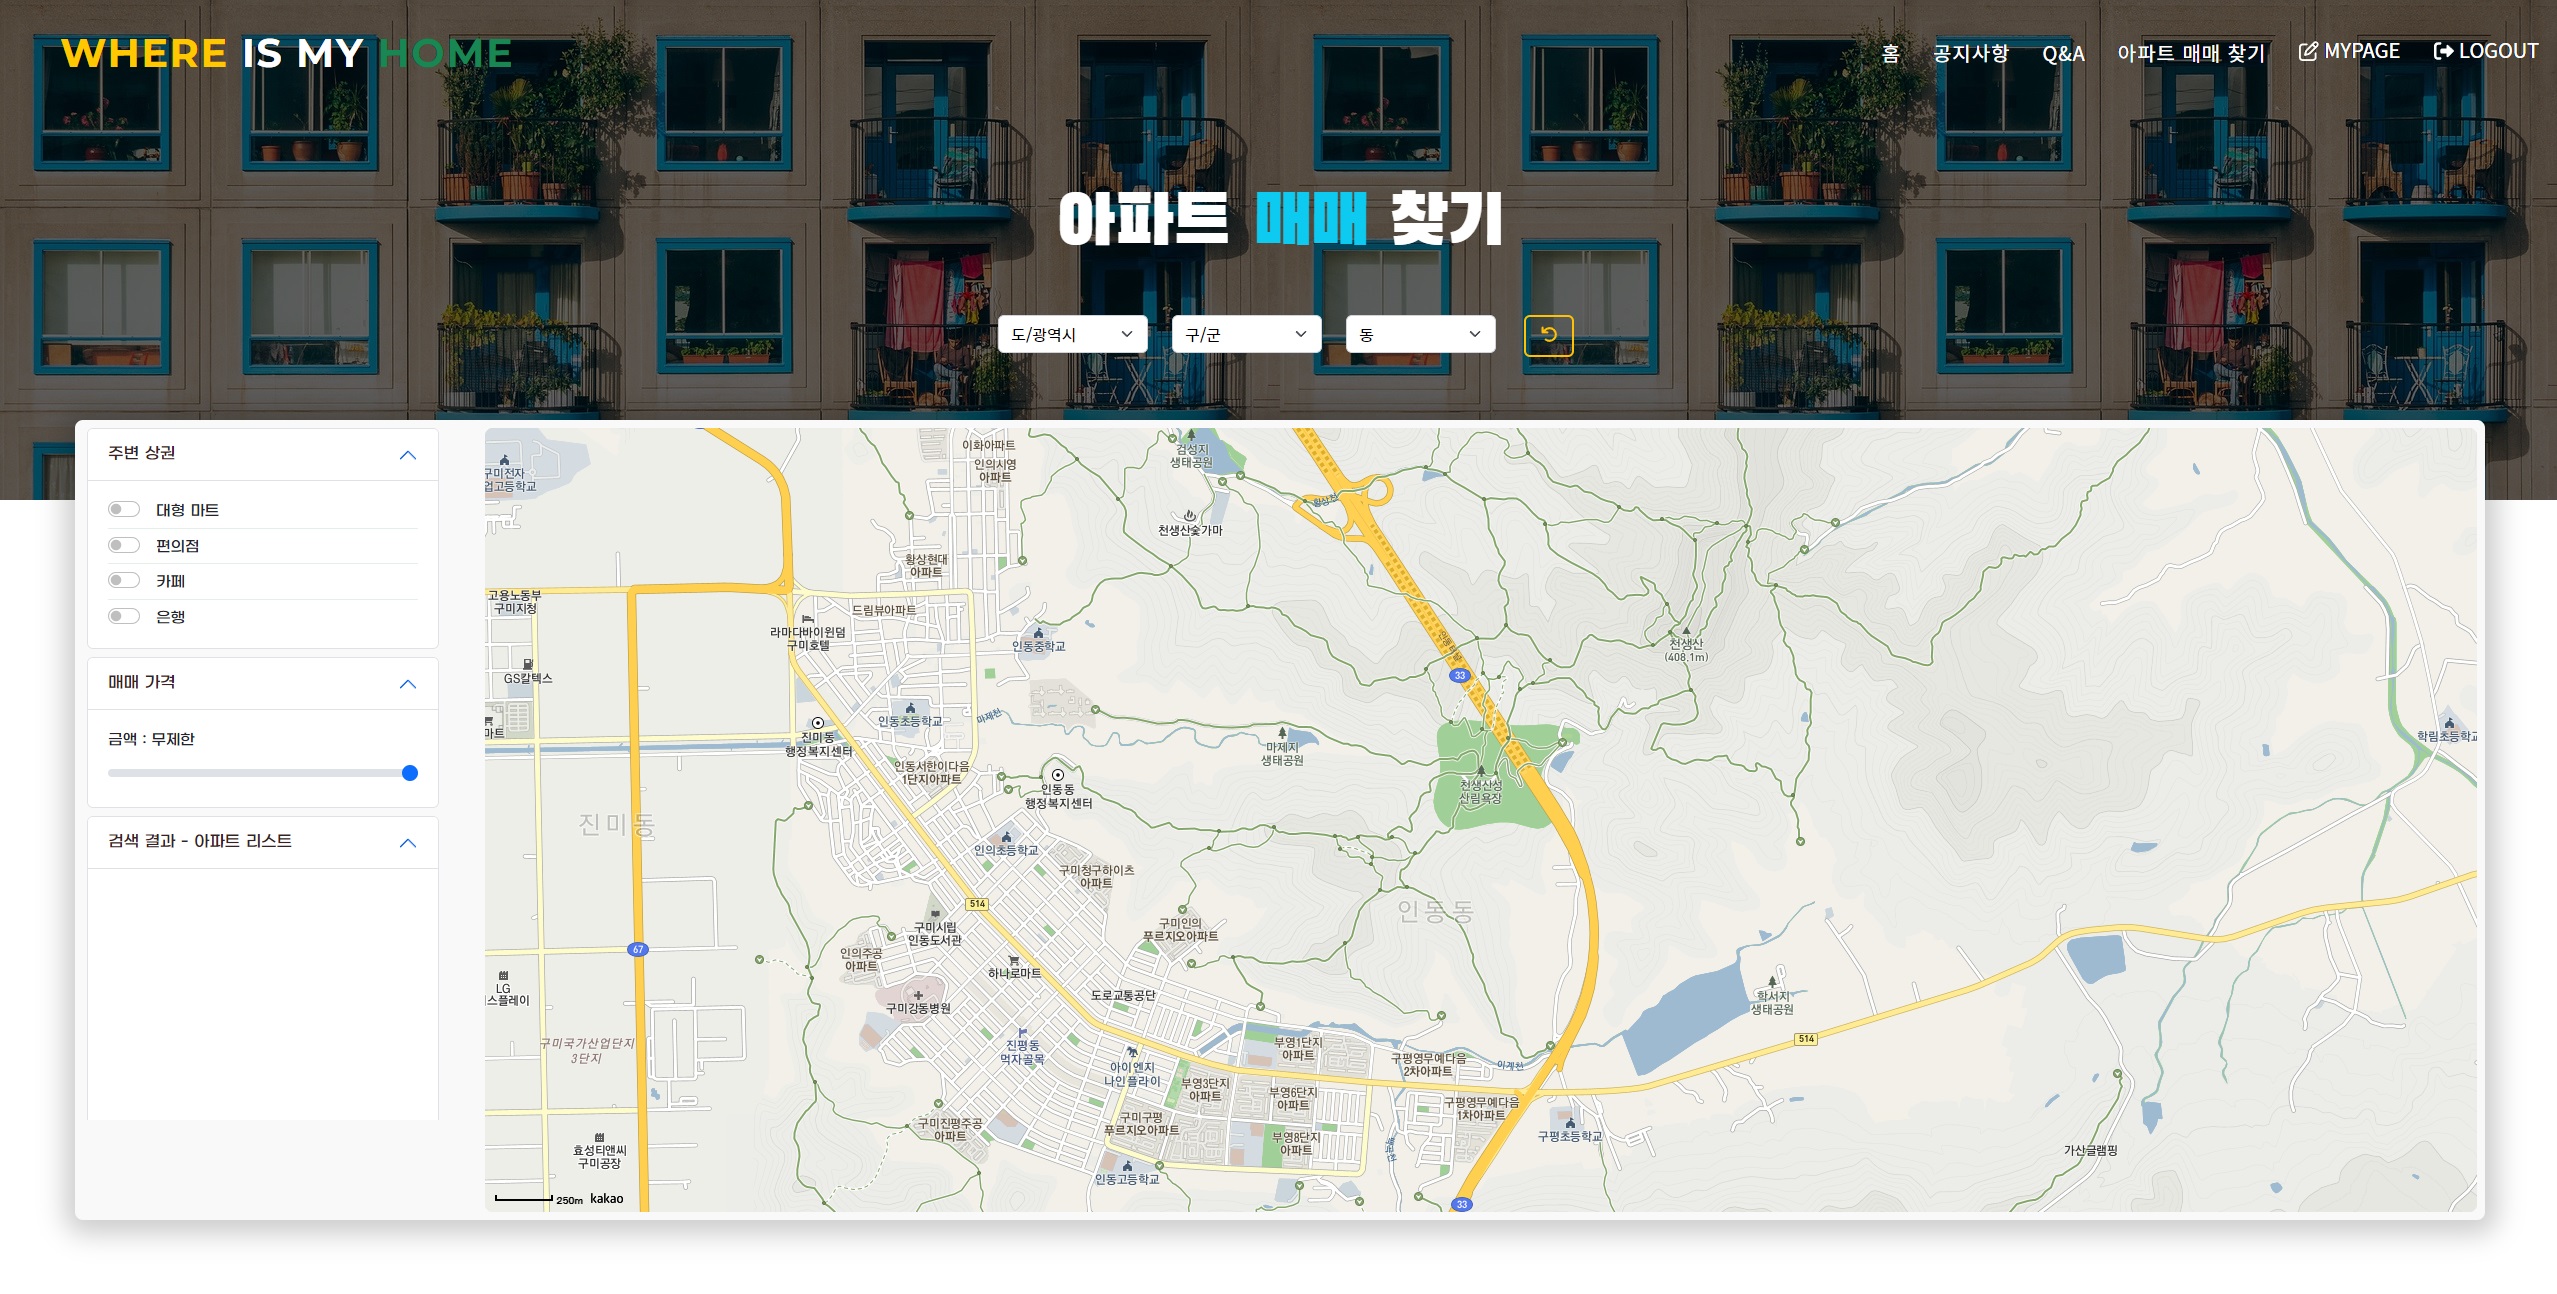 WHERE IS MY HOME
홈 공지사항 Q&A 아파트 매매 찾기 MYPAGE LOGOUT
아파트 매매 찾기
도/광역시 구/군 동
주변 상권
대형 마트
편의점
카페
은행
매매 가격
금액 : 무제한
검색 결과 - 아파트 리스트
이화아파트
인의시영
아파트
검성지
생태공원
구미전자
업고등학교
황상천
천생산숯가마
황상현대
아파트
고용노동부
구미지청
드림뷰아파트
라마다바이윈덤
구미호텔
인동중학교
천생산
(408.1m)
GS칼텍스
33
마트
인동초등학교
마제천
진미동
행정복지센터
마제지
생태공원
학림초등학교
인동서한이다음
1단지아파트
인동동
행정복지센터
천생산성
산림욕장
진미동
인의초등학교
구미청구하이츠
아파트
514
인동동
구미시립
인동도서관
구미인의
푸르지오아파트
67
인의주공
아파트
하나로마트
LG
스플레이
구미강동병원
도로교통공단
학서지
생태공원
구미국가산업단지
3단지
진평동
먹자골목
부영1단지
아파트
514
아이엔지
나인플라이
구평영무예다음
2차아파트
이계천
부영3단지
아파트
부영6단지
아파트
구평영무예다음
1차아파트
구미진평주공
아파트
구미구평
푸르지오아파트
부영8단지
아파트
구평초등학교
효성티앤씨
구미공장
가산글램핑
인동고등학교
250m kakao
33